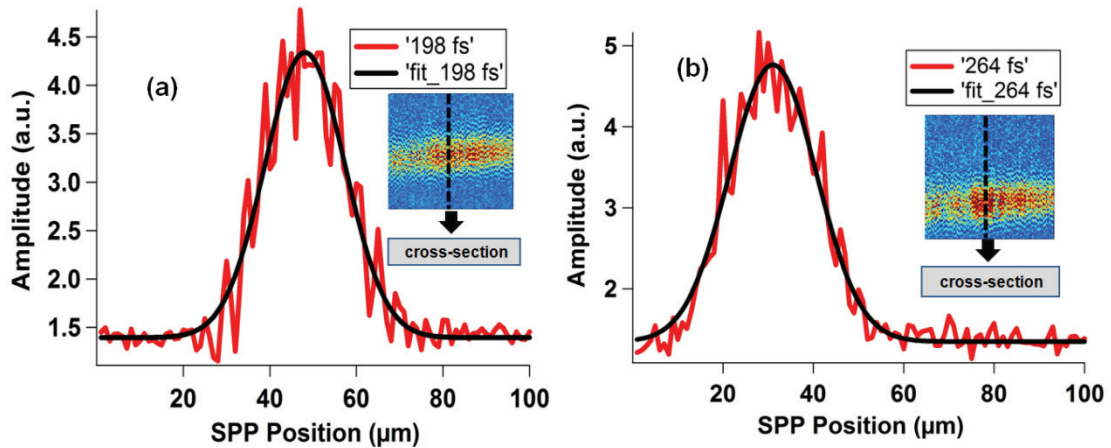 (a)
'198 fs'
'fit_198 fs'
cross-section
Amplitude (a.u.)
4.5
4.0
3.5
3.0
2.5
2.0
1.5
20
40
60
80
100
SPP Position (µm)
(b)
'264 fs'
'fit_264 fs'
cross-section
Amplitude (a.u.)
5
4
3
2
20
40
60
80
100
SPP Position (µm)